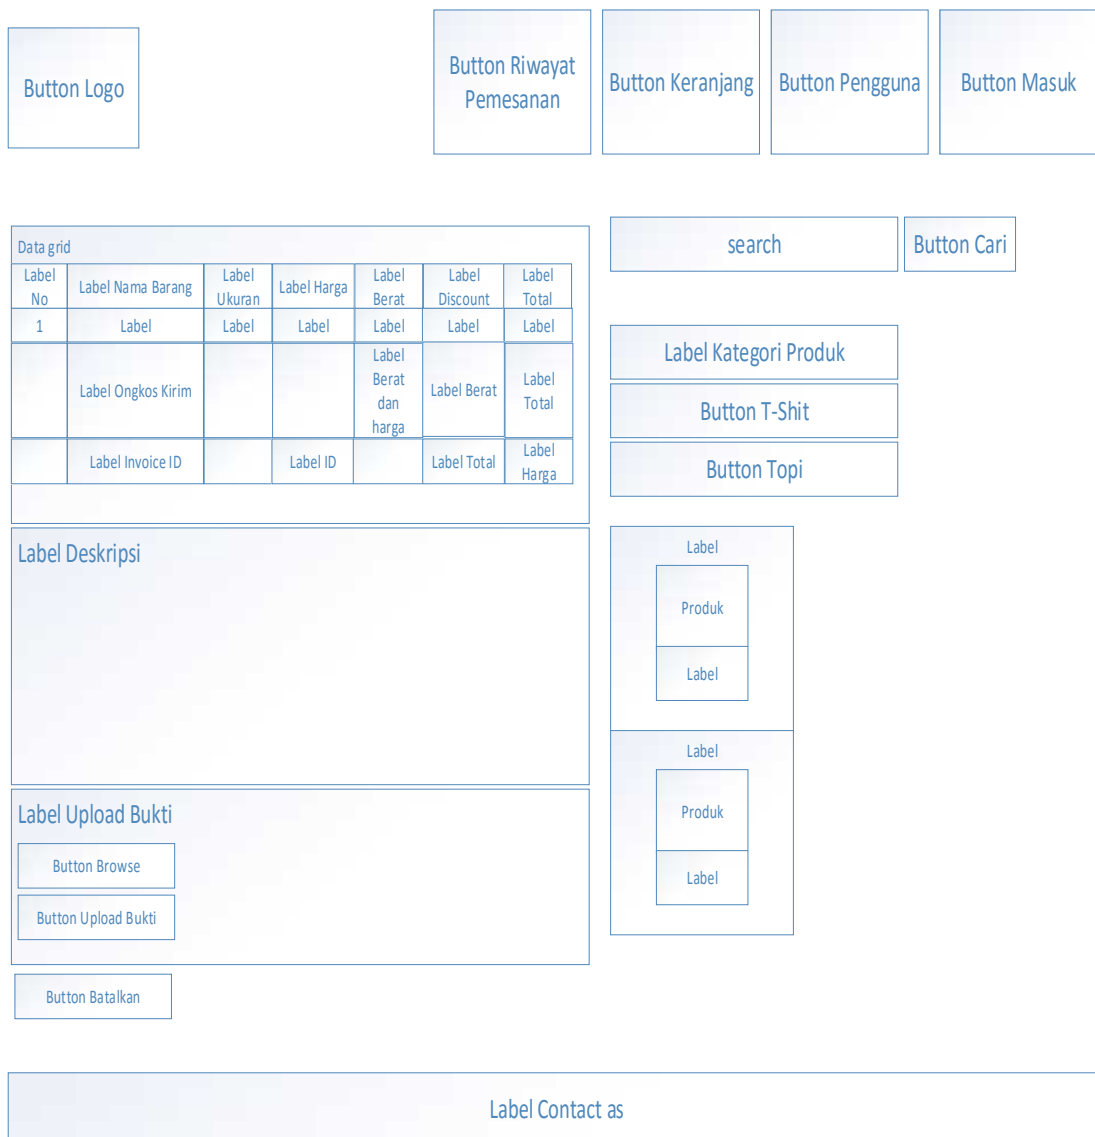 Button Logo
Button Riwayat
Pemesanan
Button Keranjang
Button Pengguna
Button Masuk
Data grid
Label
No
Label Nama Barang
Label
Ukuran
Label Harga
Label
Berat
Label
Discount
Label
Total
1
Label
Label
Label
Label
Label
Label
Label Ongkos Kirim
Label
Berat
dan
harga
Label Berat
Label
Total
Label Invoice ID
Label ID
Label Total
Label
Harga
Label Deskripsi
Label Upload Bukti
Button Browse
Button Upload Bukti
Button Batalkan
search
Button Cari
Label Kategori Produk
Button T-Shit
Button Topi
Label
Produk
Label
Label
Produk
Label
Label Contact as